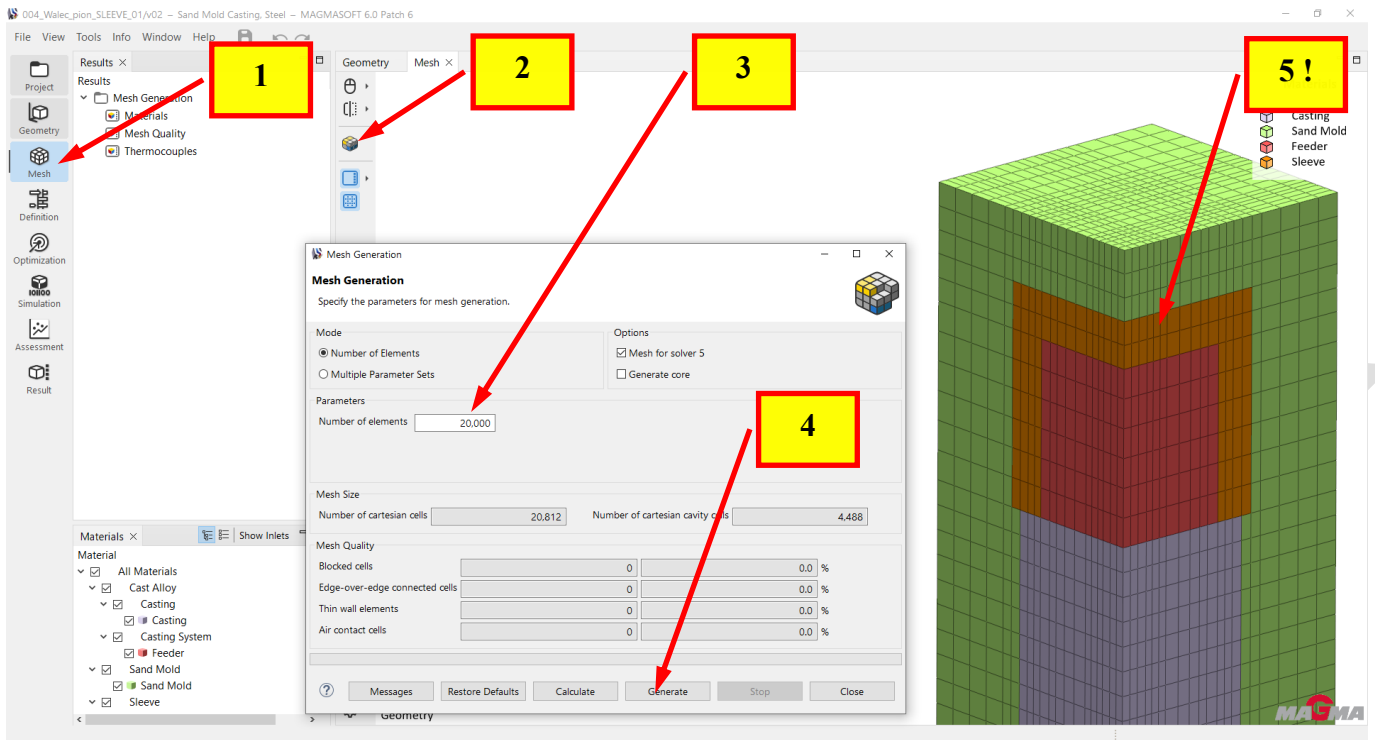 004_Walec_pion_SLEEVE_01/v02 – Sand Mold Casting, Steel – MAGMASOFT 6.0 Patch 6
File View Tools Info Window Help
Project
Geometry
Mesh
Definition
Optimization
Simulation
Assessment
Result
Results
Results
Mesh Generation
Materials
Mesh Quality
Thermocouples
1
Geometry Mesh
2
3
5 !
Casting
Sand Mold
Feeder
Sleeve
Mesh Generation
Mesh Generation
Specify the parameters for mesh generation.
Mode
Number of Elements
Multiple Parameter Sets
Options
Mesh for solver 5
Generate core
Parameters
Number of elements 20,000
4
Mesh Size
Number of cartesian cells 20,812 Number of cartesian cavity cells 4,488
Mesh Quality
Blocked cells 0 0.0 %
Edge-over-edge connected cells 0 0.0 %
Thin wall elements 0 0.0 %
Air contact cells 0 0.0 %
Messages Restore Defaults Calculate Generate Stop Close
Materials Show Inlets
Material
All Materials
Cast Alloy
Casting
Casting
Casting System
Feeder
Sand Mold
Sand Mold
Sleeve
Geometry
MAGMA